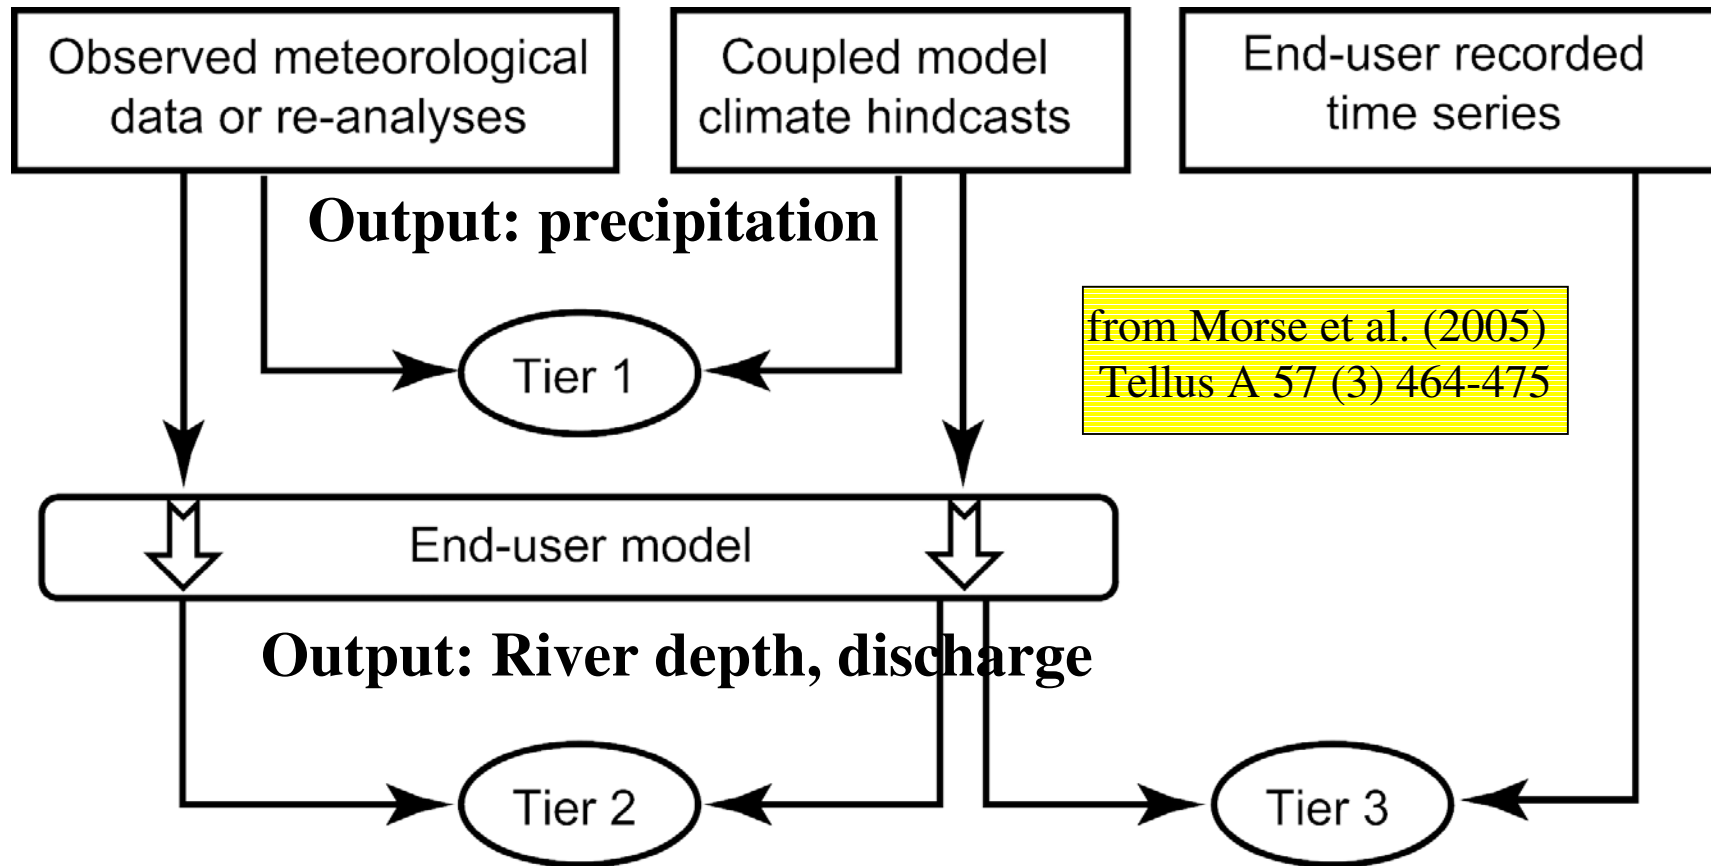 Observed meteorological
data or re-analyses
Coupled model
climate hindcasts
End-user recorded
time series
Output: precipitation
from Morse et al. (2005)
Tellus A 57 (3) 464-475
Tier 1
End-user model
Output: River depth, discharge
Tier 2
Tier 3